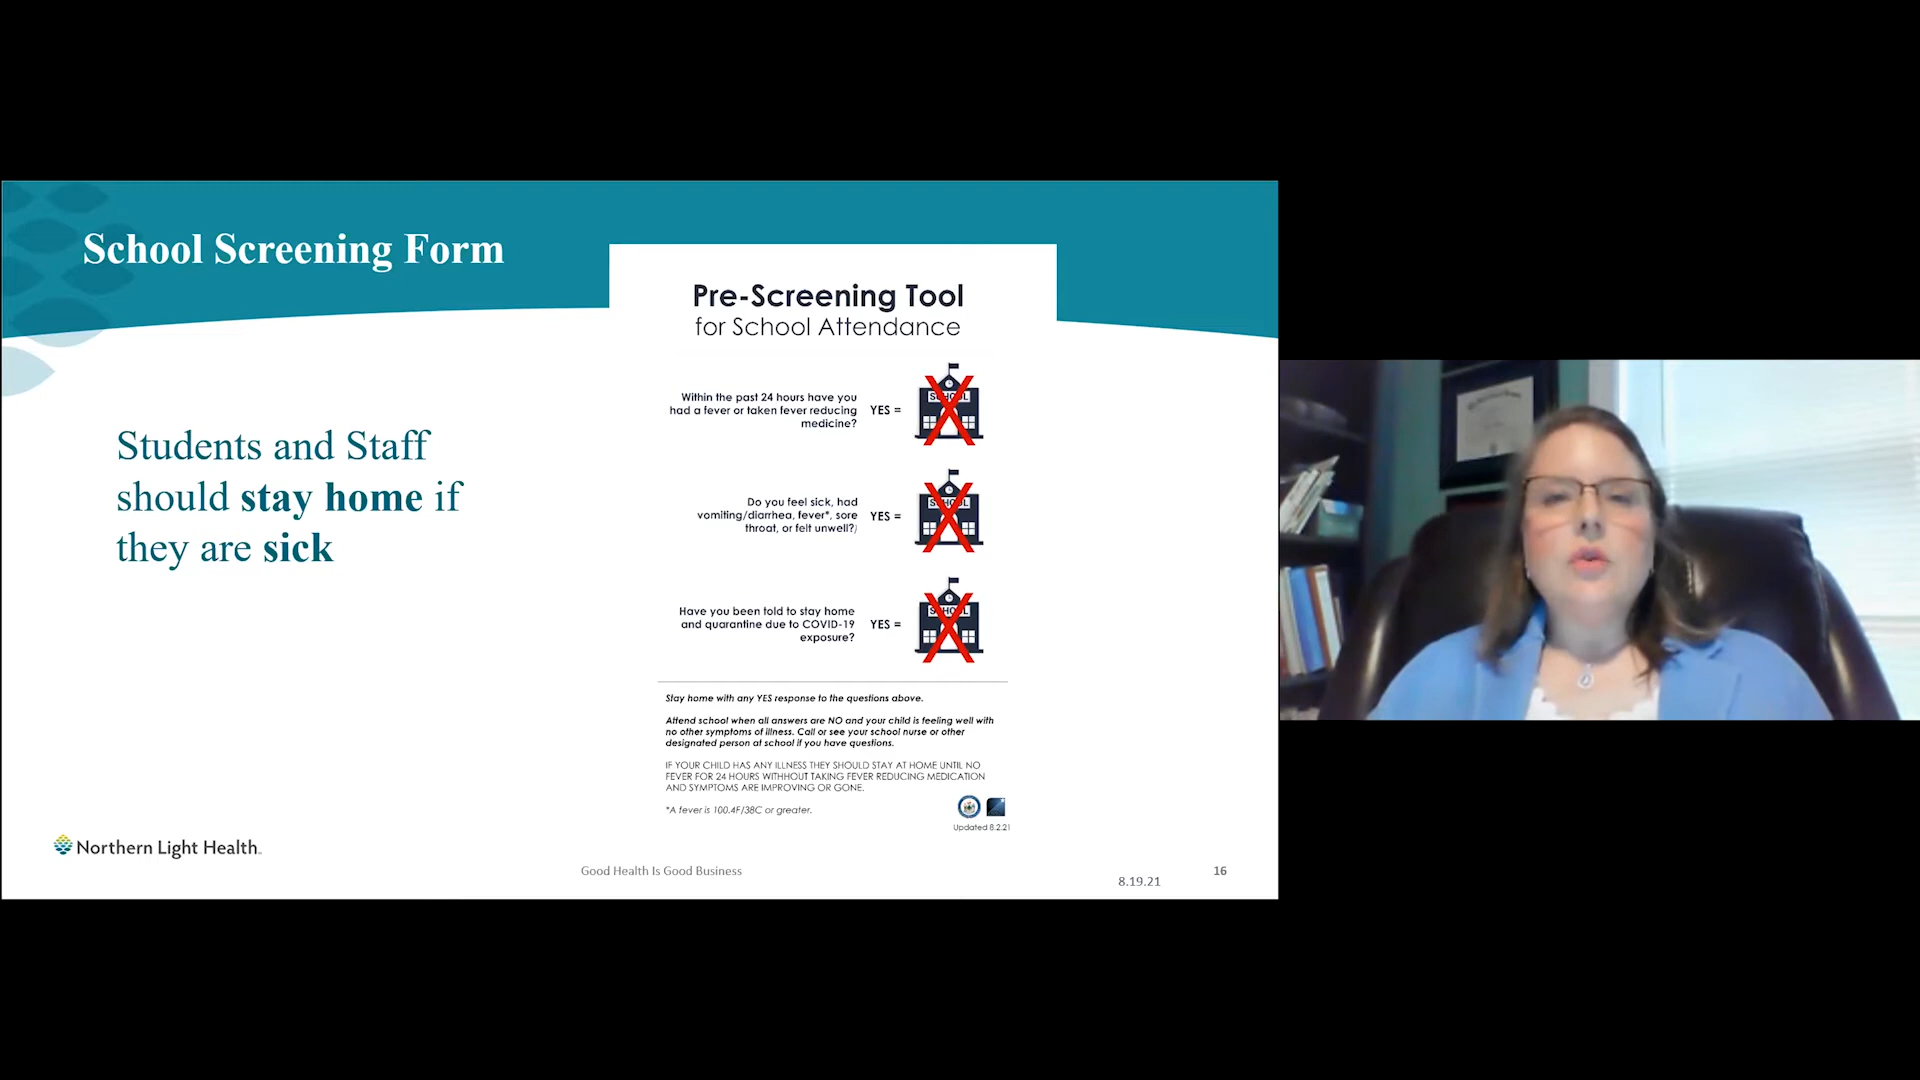 School Screening Form
Students and Staff
should stay home if
they are sick
Pre-Screening Tool
for School Attendance
Within the past 24 hours have you
had a fever or taken fever reducing
medicine?
YES =
SCHOOL
Do you feel sick, had
vomiting/diarrhea, fever*, sore
throat, or felt unwell?)
YES =
SCHOOL
Have you been told to stay home
and quarantine due to COVID-19
exposure?
YES =
SCHOOL
Stay home with any YES response to the questions above.
Attend school when all answers are NO and your child is feeling well with
no other symptoms of illness. Call or see your school nurse or other
designated person at school if you have questions.
IF YOUR CHILD HAS ANY ILLNESS THEY SHOULD STAY AT HOME UNTIL NO
FEVER FOR 24 HOURS WITHHOUT TAKING FEVER REDUCING MEDICATION
AND SYMPTOMS ARE IMPROVING OR GONE.
*A fever is 100.4F/38C or greater.
Updated 8.2.21
Northern Light Health.
Good Health Is Good Business
8.19.21
16